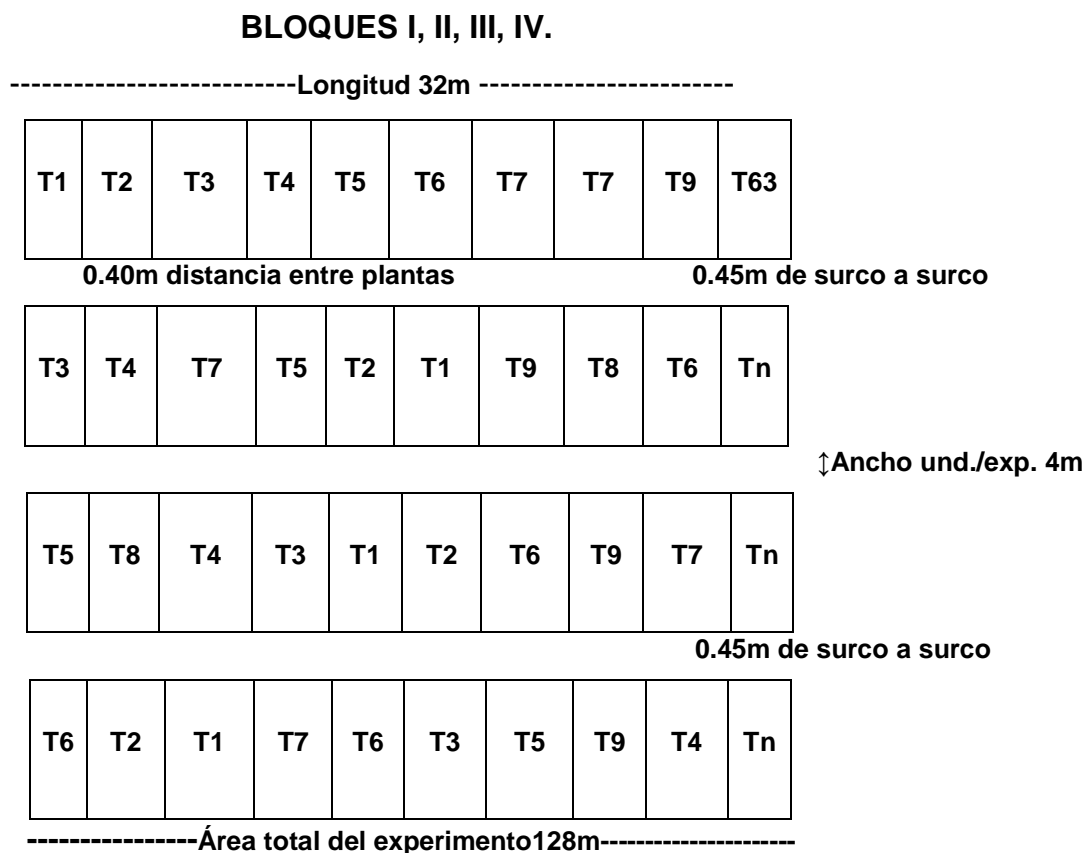 BLOQUES I, II, III, IV.
---------------------------Longitud 32m ------------------------
T1 T2 T3 T4 T5 T6 T7 T7 T9 T63
0.40m distancia entre plantas 0.45m de surco a surco
T3 T4 T7 T5 T2 T1 T9 T8 T6 Tn
↕Ancho und./exp. 4m
T5 T8 T4 T3 T1 T2 T6 T9 T7 Tn
0.45m de surco a surco
T6 T2 T1 T7 T6 T3 T5 T9 T4 Tn
----------------Área total del experimento128m----------------------